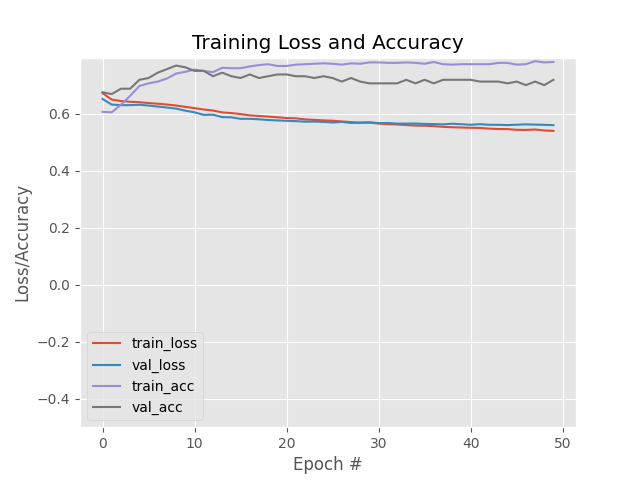 Training Loss and Accuracy
Loss/Accuracy
0.6
0.4
0.2
0.0
−0.2
−0.4
train_loss
val_loss
train_acc
val_acc
0 10 20 30 40 50
Epoch #